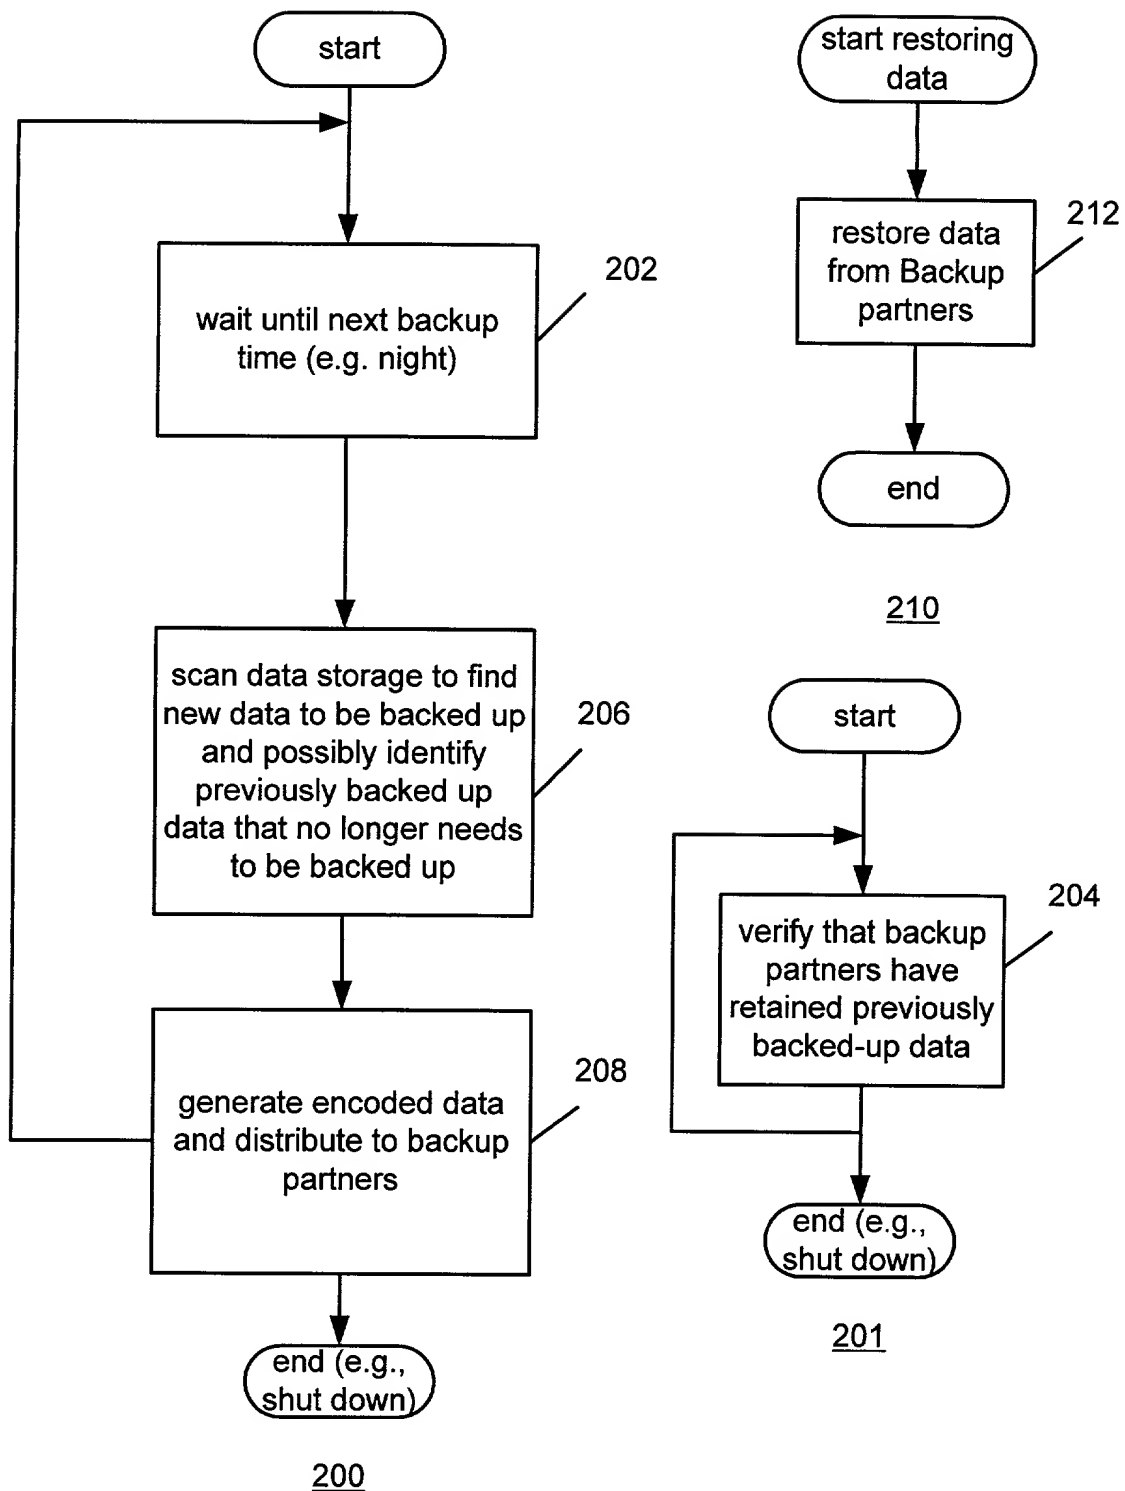 start
wait until next backup
time (e.g. night)
202
scan data storage to find
new data to be backed up
and possibly identify
previously backed up
data that no longer needs
to be backed up
206
generate encoded data
and distribute to backup
partners
208
end (e.g.,
shut down)
200
start restoring
data
restore data
from Backup
partners
212
end
210
start
verify that backup
partners have
retained previously
backed-up data
204
end (e.g.,
shut down)
201